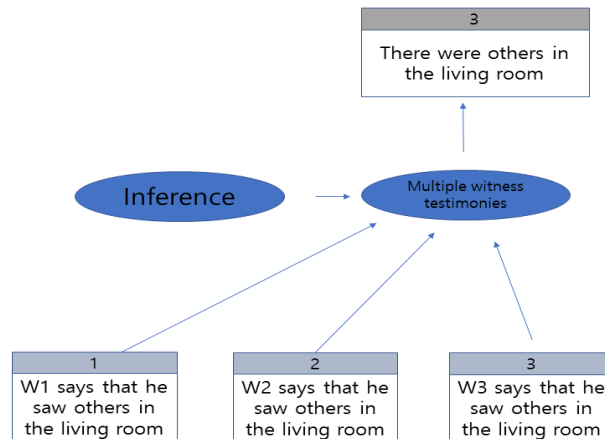 3
There were others in
the living room
Inference
Multiple witness
testimonies
1
W1 says that he
saw others in
the living room
2
W2 says that he
saw others in
the living room
3
W3 says that he
saw others in
the living room